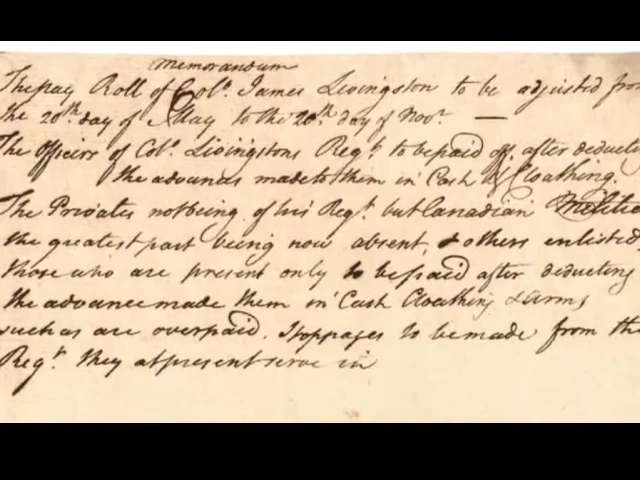 memorandum
The pay Roll of Colo. James Livingston to be adjusted from
the 20th. day of May to the 20th. day of Novr. —
The Officers of Colo. Livingstons Regt. to be paid off, after deducting
the advances made to them in Cash & Cloathing.
The Privates not being of his Regt. but Canadian Militia
the greatest part being now absent, & others enlisted,
those who are present only to be paid after deducting
the advance made them in Cash Cloathing & arms
such as are overpaid. Stoppages to be made from the
Regt. they at present serve in